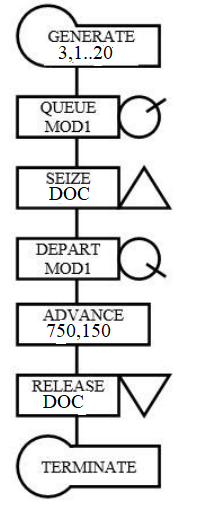 GENERATE
3,1..20
QUEUE
MOD1
SEIZE
DOC
DEPART
MOD1
ADVANCE
750,150
RELEASE
DOC
TERMINATE